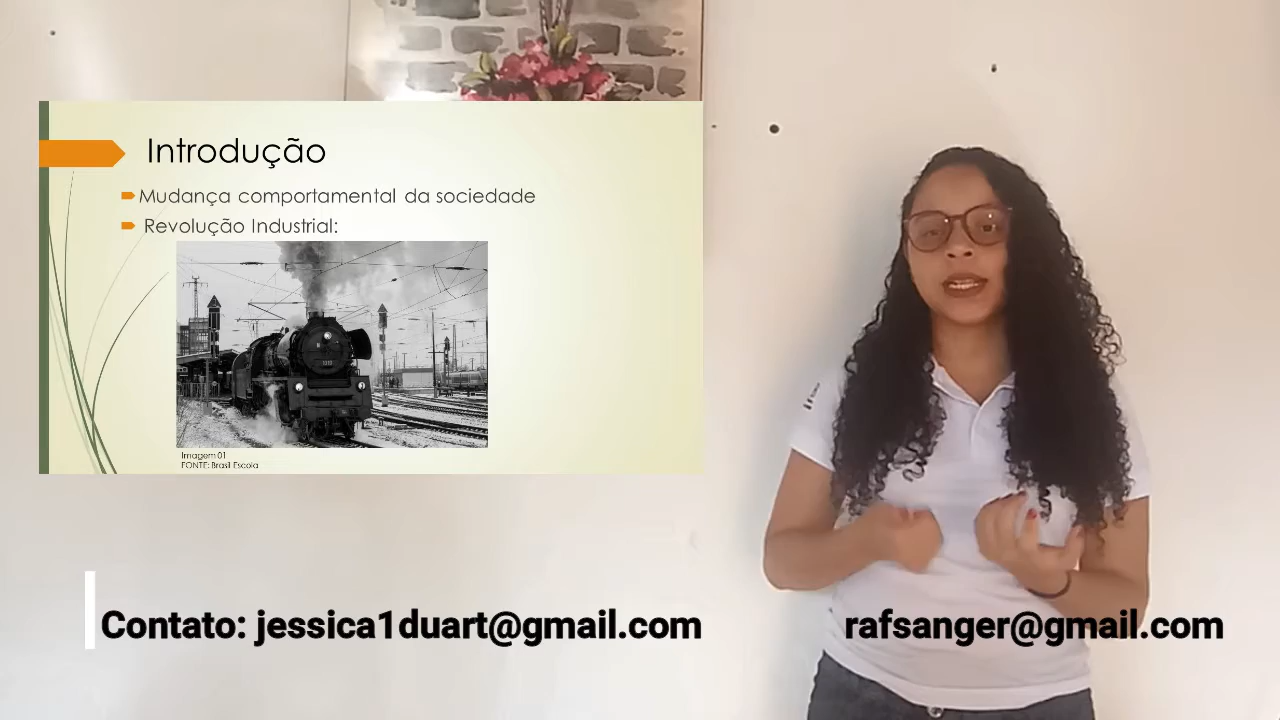 Introdução
Mudança comportamental da sociedade
Revolução Industrial:
Imagem 01
FONTE: Brasil Escola
Contato: jessica1duart@gmail.com
rafsanger@gmail.com